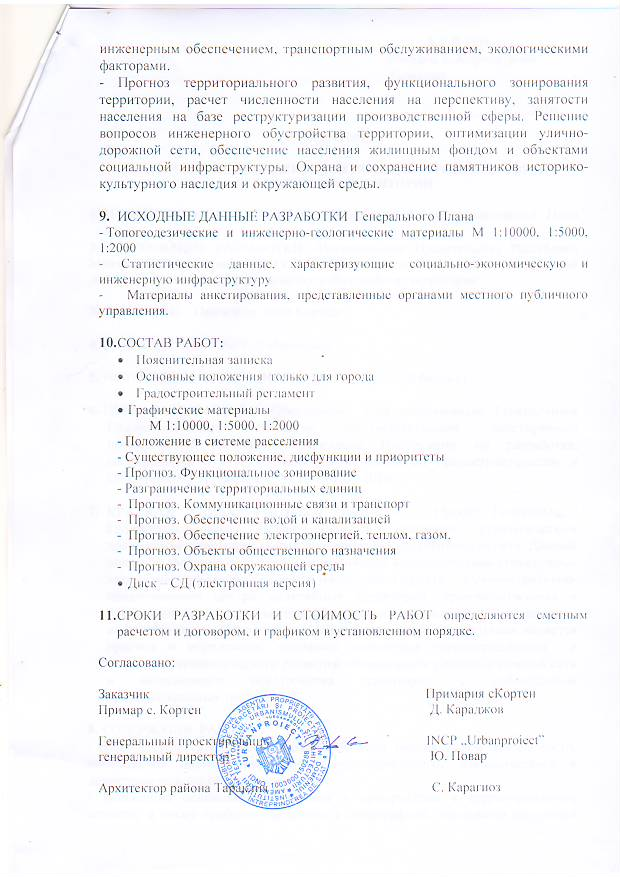 инженерным обеспечением, транспортным обслуживанием, экологическими
факторами.
- Прогноз территориального развития, функционального зонирования
территории, расчет численности населения на перспективу, занятости
населения на базе реструктуризации производственной сферы. Решение
вопросов инженерного обустройства территории, оптимизации улично-
дорожной сети, обеспечение населения жилищным фондом и объектами
социальной инфраструктуры. Охрана и сохранение памятников историко-
культурного наследия и окружающей среды.
9. ИСХОДНЫЕ ДАННЫЕ РАЗРАБОТКИ Генерального Плана
- Топогеодезические и инженерно-геологические материалы М 1:10000, 1:5000,
1:2000
- Статистические данные, характеризующие социально-экономическую и
инженерную инфраструктуру
- Материалы анкетирования, представленные органами местного публичного
управления.
10.СОСТАВ РАБОТ:
• Пояснительная записка
• Основные положения только для города
• Градостроительный регламент
• Графические материалы
М 1:10000, 1:5000, 1:2000
- Положение в системе расселения
- Существующее положение, дисфункции и приоритеты
- Прогноз. Функциональное зонирование
- Разграничение территориальных единиц
- Прогноз. Коммуникационные связи и транспорт
- Прогноз. Обеспечение водой и канализацией
- Прогноз. Обеспечение электроэнергией, теплом, газом.
- Прогноз. Объекты общественного назначения
- Прогноз. Охрана окружающей среды
• Диск – СД (электронная версия)
11.СРОКИ РАЗРАБОТКИ И СТОИМОСТЬ РАБОТ определяются сметным
расчетом и договором, и графиком в установленном порядке.
Согласовано:
Заказчик Примария сКортен
Примар с. Кортен Д. Караджов
Генеральный проектировщик INCP „Urbanproiect”
генеральный директор Ю. Повар
Архитектор района Тараклия С. Карагиоз
URBANPROIECT
IDNO 1003600150228